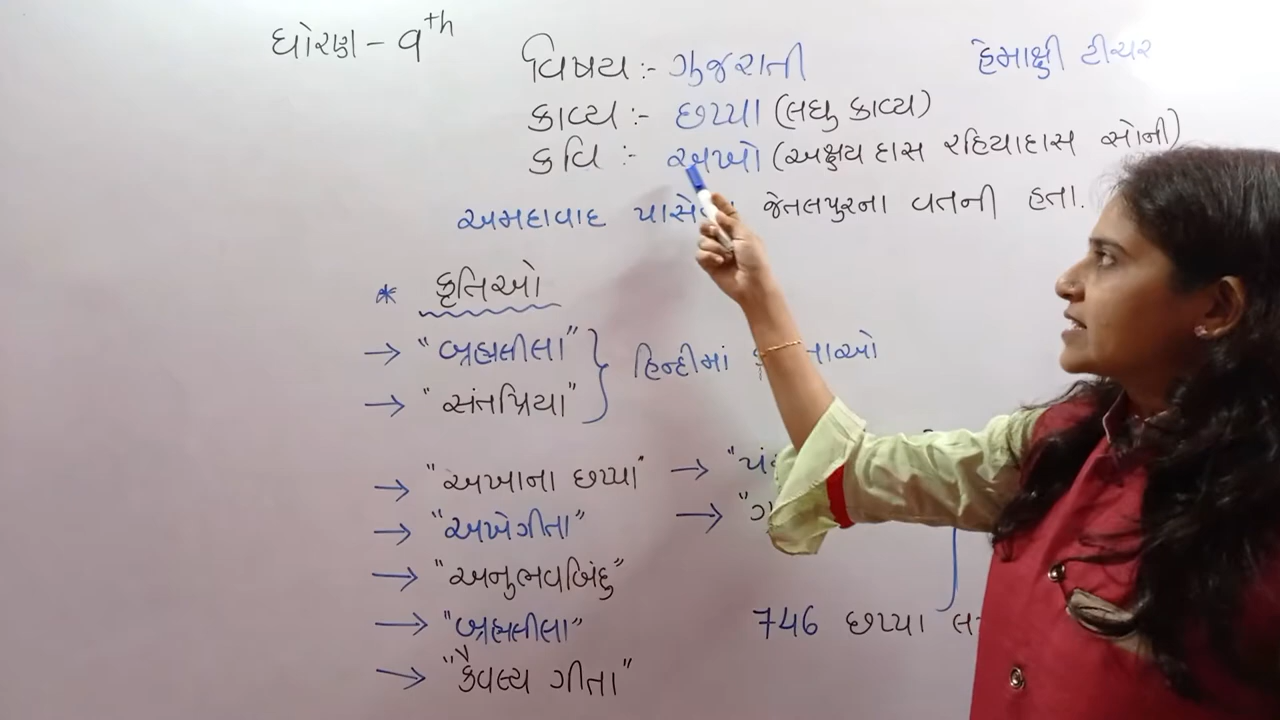 ધોરણ - 9th
વિષય :- ગુજરાતી
હેમાક્ષી ટીચર
કાવ્ય :- છપ્પા (લઘુ કાવ્ય)
કવિ :- અખો (અક્ષયદાસ રહિયાદાસ સોની)
અમદાવાદ જેતલપુરના વતની હતા.
* કૃતિઓ
→ "બ્રહ્મલીલા"
→ "સંતપ્રિયા"
} હિન્દીમાં
→ "અખાના છપ્પા" →
→ "અખેગીતા" →
→ "અનુભવબિંદુ"
→ "બ્રહ્મલીલા"
746 છપ્પા
→ "કૈવલ્ય ગીતા"